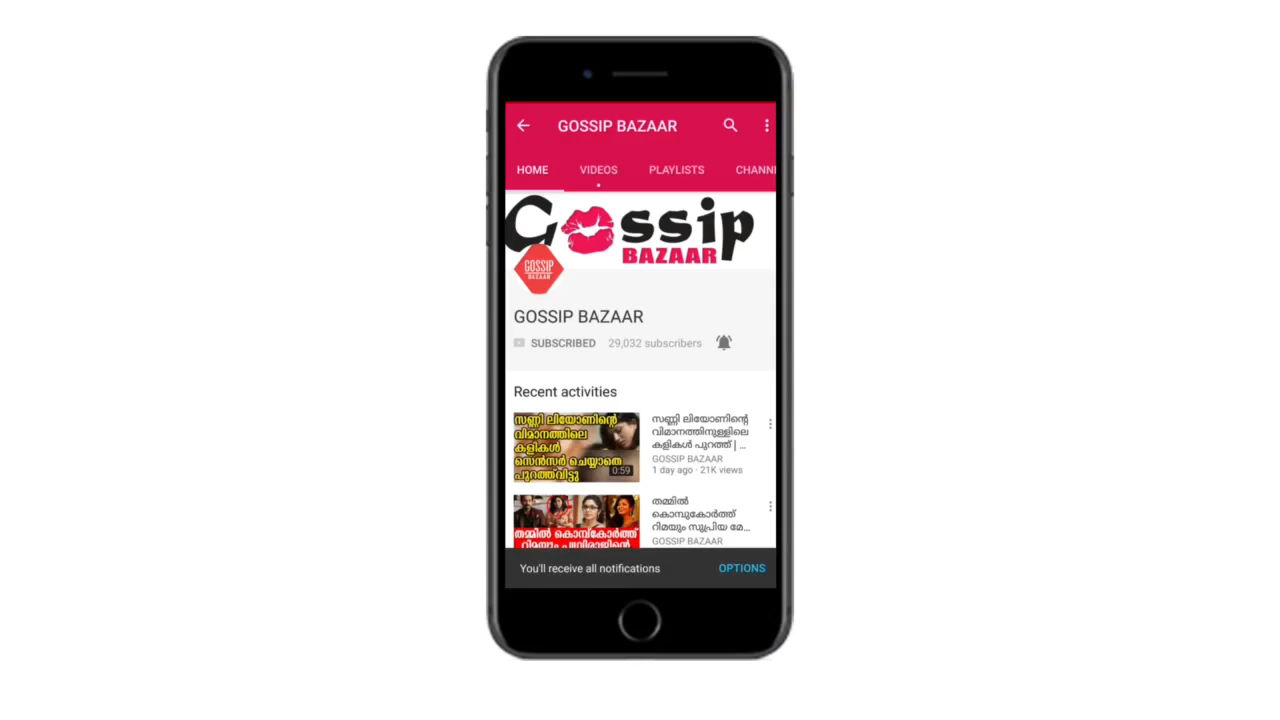 GOSSIP BAZAAR
HOME VIDEOS PLAYLISTS CHANN
Gossip
BAZAAR
GOSSIP
BAZAAR
GOSSIP BAZAAR
SUBSCRIBED 29,032 subscribers
Recent activities
സണ്ണി ലിയോണിന്റെ
വിമാനത്തിലെ
കളികൾ
സെൻസർ ചെയ്യാതെ
പുറത്തുവിട്ടു
0:59
സണ്ണി ലിയോണിന്റെ
വിമാനത്തിനുള്ളിലെ
കളികൾ പുറത്ത് | ...
GOSSIP BAZAAR
1 day ago · 21K views
തമ്മിൽ കൊമ്പ്കോർത്ത്
റിമയും പൃഥ്വിരാജിന്റെ
തമ്മിൽ
കൊമ്പുകോർത്ത്
റിമയും സുപ്രിയ മേ...
GOSSIP BAZAAR
You'll receive all notifications OPTIONS